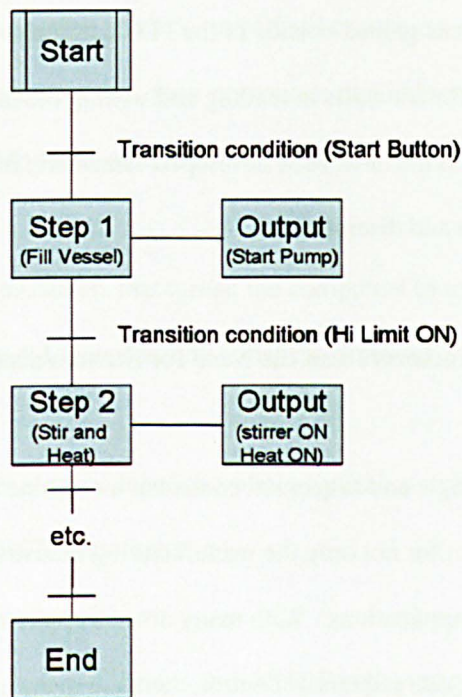 Start
Transition condition (Start Button)
Step 1
(Fill Vessel)
Output
(Start Pump)
Transition condition (Hi Limit ON)
Step 2
(Stir and
Heat)
Output
(stirrer ON
Heat ON)
etc.
End